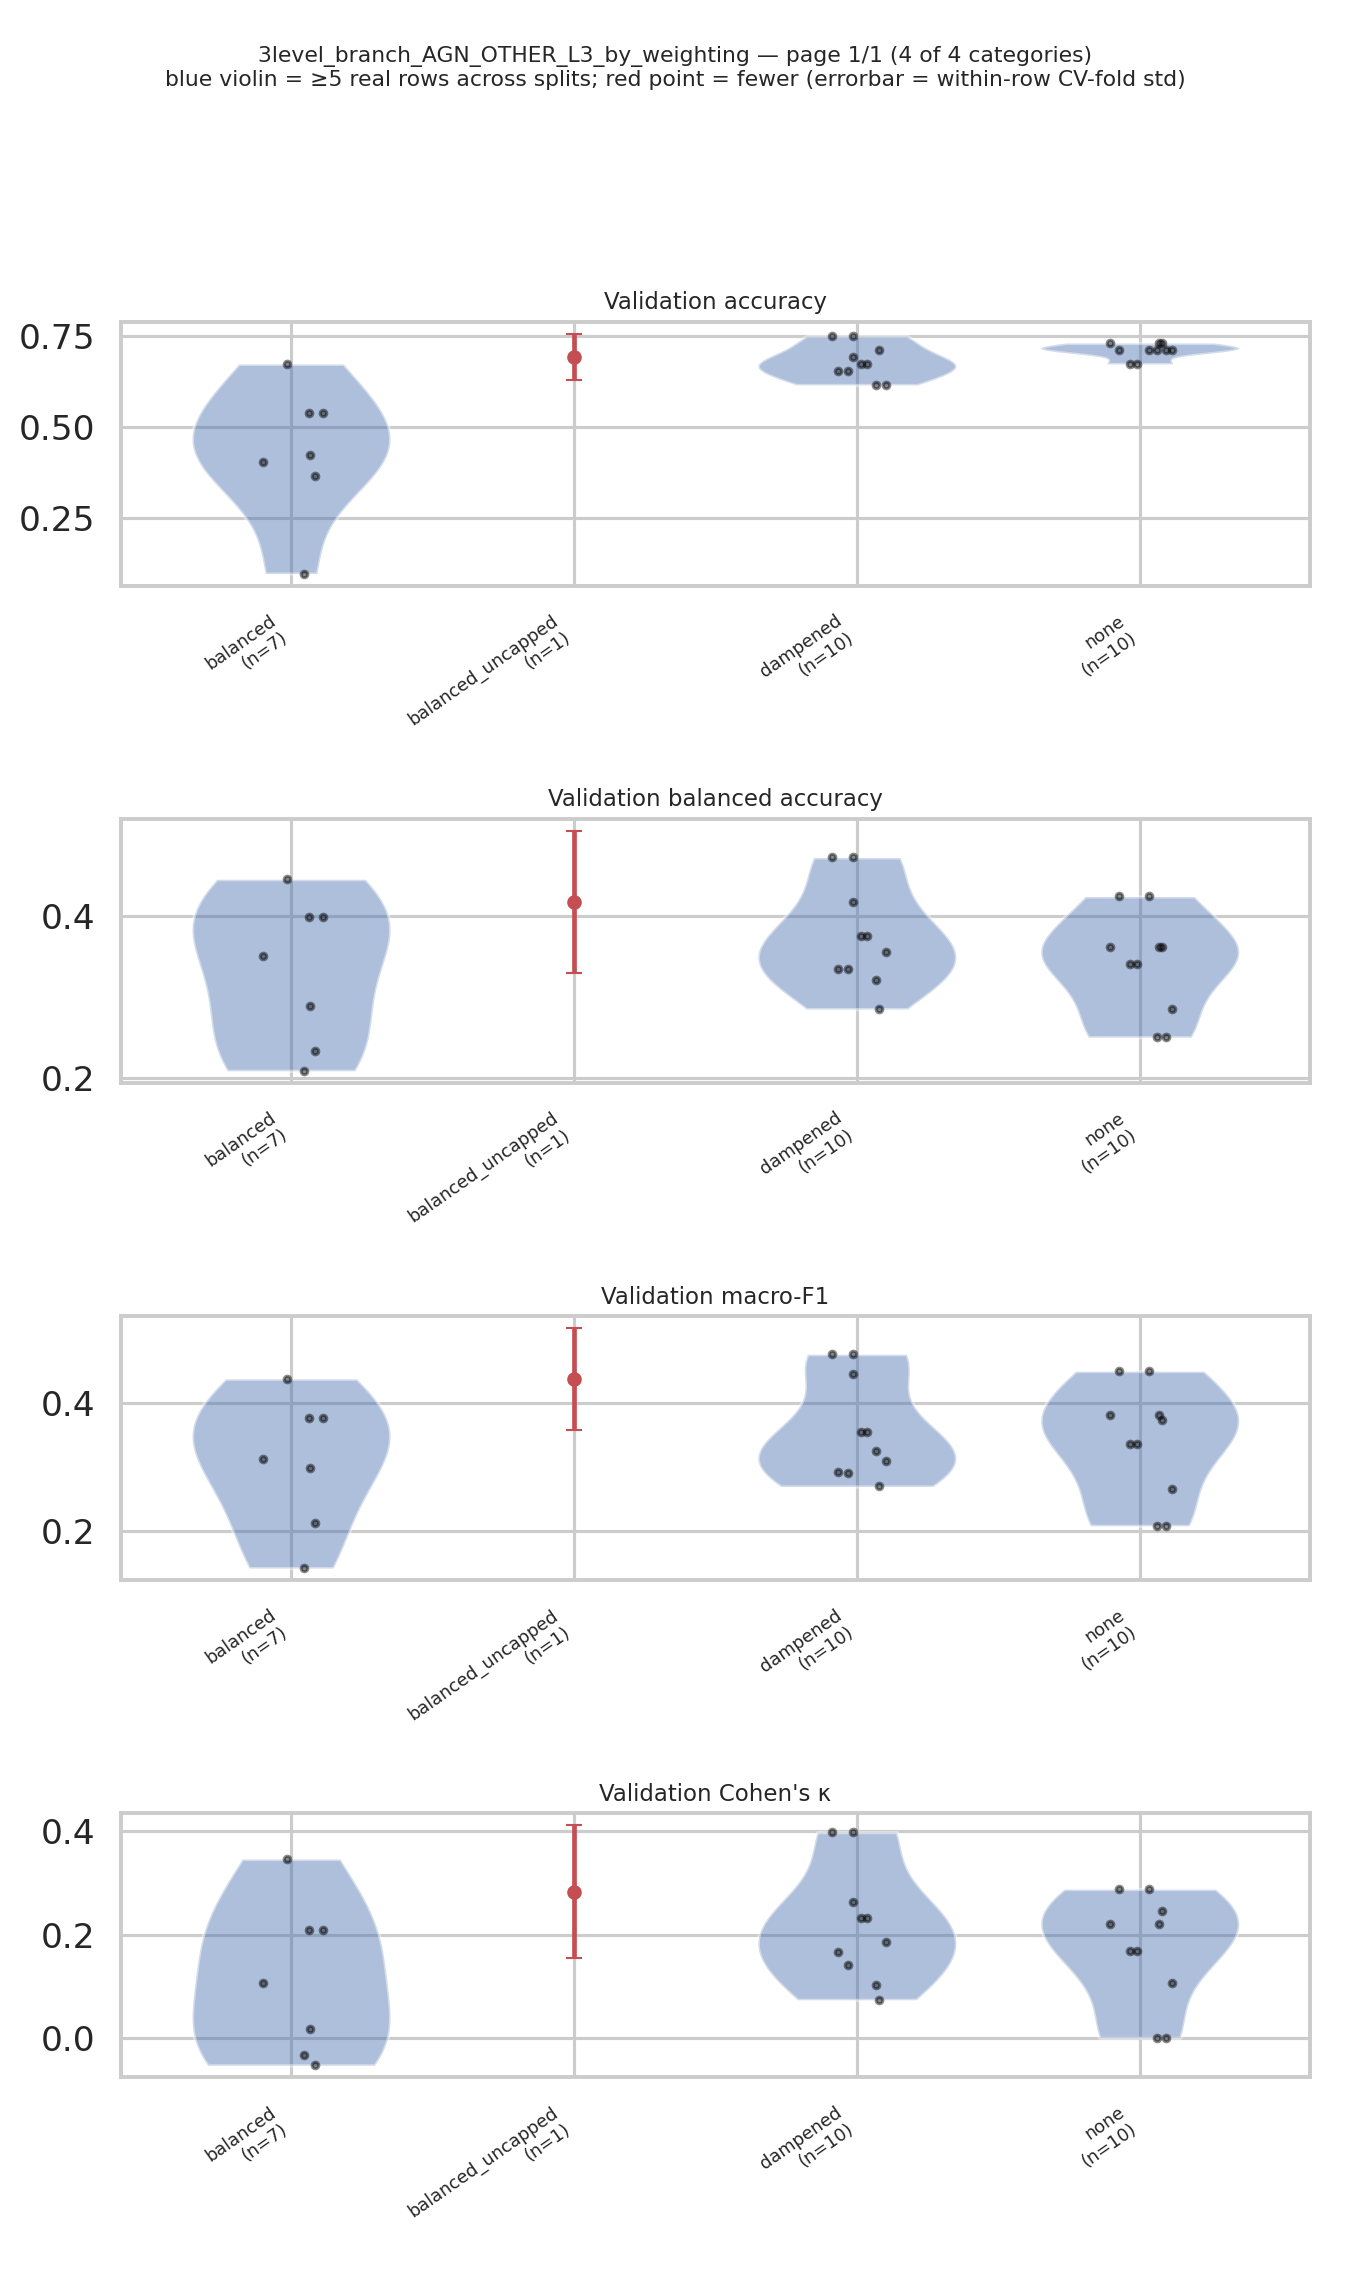 3level_branch_AGN_OTHER_L3_by_weighting — page 1/1 (4 of 4 categories)
blue violin = ≥5 real rows across splits; red point = fewer (errorbar = within-row CV-fold std)
Validation accuracy
0.75
0.50
0.25
balanced
(n=7)
balanced_uncapped
(n=1)
dampened
(n=10)
none
(n=10)
Validation balanced accuracy
0.4
0.2
balanced
(n=7)
balanced_uncapped
(n=1)
dampened
(n=10)
none
(n=10)
Validation macro-F1
0.4
0.2
balanced
(n=7)
balanced_uncapped
(n=1)
dampened
(n=10)
none
(n=10)
Validation Cohen's κ
0.4
0.2
0.0
balanced
(n=7)
balanced_uncapped
(n=1)
dampened
(n=10)
none
(n=10)